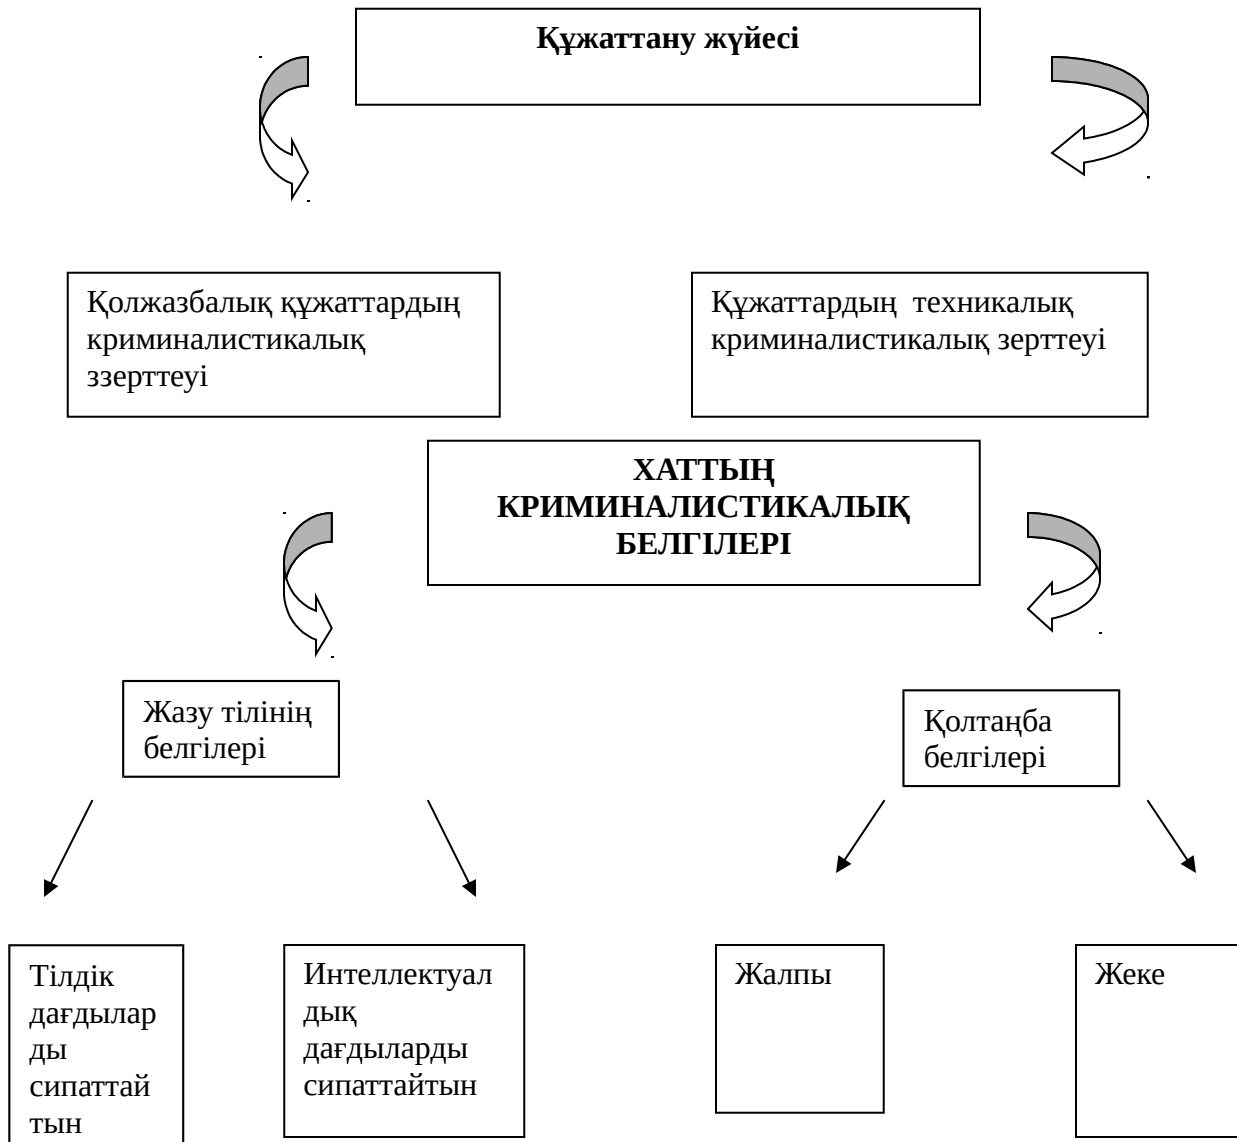 Құжаттану жүйесі
Қолжазбалық құжаттардың
криминалистикалық
ззерттеуі
Құжаттардың  техникалық
криминалистикалық зерттеуі
ХАТТЫҢ
КРИМИНАЛИСТИКАЛЫҚ
БЕЛГІЛЕРІ
Жазу тілінің
белгілері
Қолтаңба
белгілері
Тілдік
дағдылар
ды
сипаттай
тын
Интеллектуал
дық
дағдыларды
сипаттайтын
Жалпы
Жеке